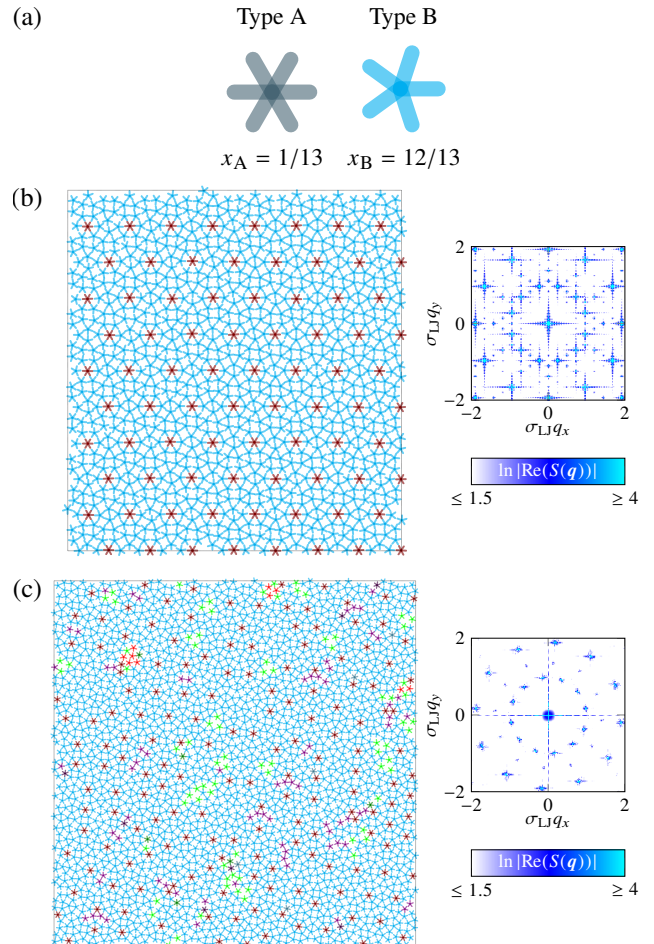 (a)
Type A Type B
x_A = 1/13 x_B = 12/13
(b)
2
σ_LJ q_y
0
−2
−2 0 2
σ_LJ q_x
ln |Re(S(q))|
≤ 1.5 ≥ 4
(c)
2
σ_LJ q_y
0
−2
−2 0 2
σ_LJ q_x
ln |Re(S(q))|
≤ 1.5 ≥ 4